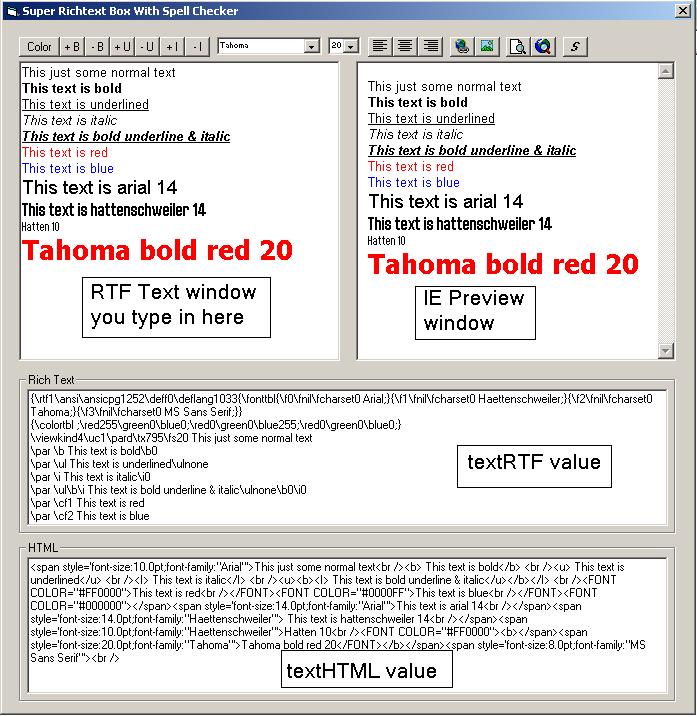 Super Richtext Box With Spell Checker
Color + B - B + U - U + I - I Tahoma 20 S
This just some normal text
This text is bold
This text is underlined
This text is italic
This text is bold underline & italic
This text is red
This text is blue
This text is arial 14
This text is hattenschweiler 14
Hatten 10
Tahoma bold red 20
RTF Text window
you type in here
This just some normal text
This text is bold
This text is underlined
This text is italic
This text is bold underline & italic
This text is red
This text is blue
This text is arial 14
This text is hattenschweiler 14
Hatten 10
Tahoma bold red 20
IE Preview
window
Rich Text
{\rtf1\ansi\ansicpg1252\deff0\deflang1033{\fonttbl{\f0\fnil\fcharset0 Arial;}{\f1\fnil\fcharset0 Haettenschweiler;}{\f2\fnil\fcharset0
Tahoma;}{\f3\fnil\fcharset0 MS Sans Serif;}}
{\colortbl ;\red255\green0\blue0;\red0\green0\blue255;\red0\green0\blue0;}
\viewkind4\uc1\pard\tx795\fs20 This just some normal text
\par \b This text is bold\b0
\par \ul This text is underlined\ulnone
\par \i This text is italic\i0
\par \ul\b\i This text is bold underline & italic\ulnone\b0\i0
\par \cf1 This text is red
\par \cf2 This text is blue
textRTF value
HTML
<span style='font-size:10.0pt;font-family:"Arial"'>This just some normal text<br /><b> This text is bold</b> <br /><u> This text is
underlined</u> <br /><I> This text is italic</I> <br /><u><b><I> This text is bold underline & italic</u></b></I> <br /><FONT
COLOR="#FF0000">This text is red<br /></FONT><FONT COLOR="#0000FF">This text is blue<br /></FONT><FONT
COLOR="#000000"></span><span style='font-size:14.0pt;font-family:"Arial"'>This text is arial 14<br /></span><span
style='font-size:14.0pt;font-family:"Haettenschweiler"'> This text is hattenschweiler 14<br /></span><span
style='font-size:10.0pt;font-family:"Haettenschweiler"'>Hatten 10<br /><FONT COLOR="#FF0000"><b></span><span
style='font-size:20.0pt;font-family:"Tahoma"'>Tahoma bold red 20</FONT></b></span><span style='font-size:8.0pt;font-family:"MS
Sans Serif"'><br />
textHTML value